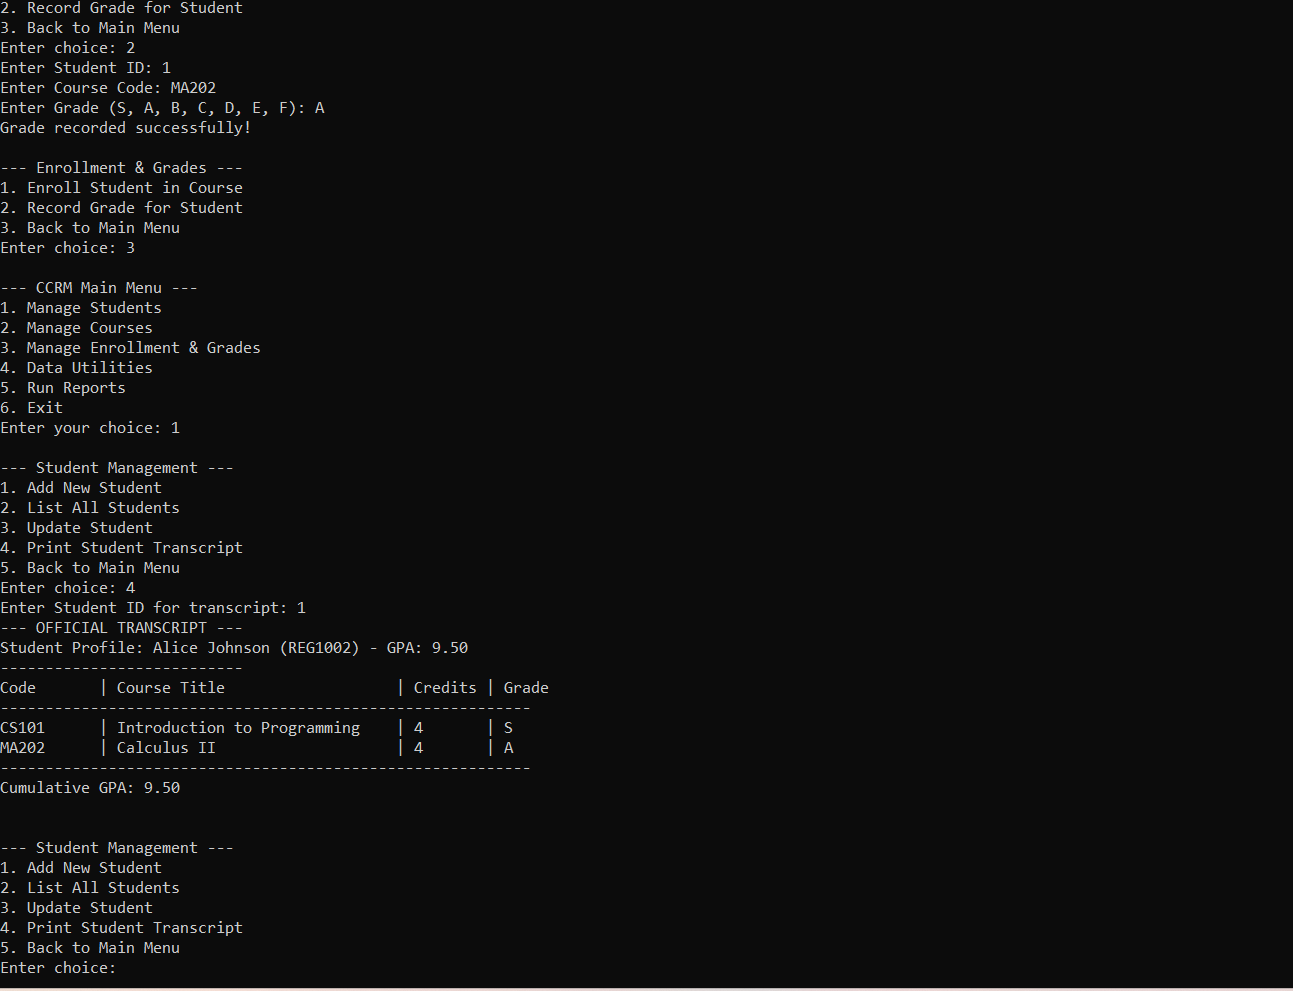 2. Record Grade for Student
3. Back to Main Menu
Enter choice: 2
Enter Student ID: 1
Enter Course Code: MA202
Enter Grade (S, A, B, C, D, E, F): A
Grade recorded successfully!

--- Enrollment & Grades ---
1. Enroll Student in Course
2. Record Grade for Student
3. Back to Main Menu
Enter choice: 3

--- CCRM Main Menu ---
1. Manage Students
2. Manage Courses
3. Manage Enrollment & Grades
4. Data Utilities
5. Run Reports
6. Exit
Enter your choice: 1

--- Student Management ---
1. Add New Student
2. List All Students
3. Update Student
4. Print Student Transcript
5. Back to Main Menu
Enter choice: 4
Enter Student ID for transcript: 1
--- OFFICIAL TRANSCRIPT ---
Student Profile: Alice Johnson (REG1002) - GPA: 9.50
---------------------------
Code       | Course Title                   | Credits | Grade
-----------------------------------------------------------
CS101      | Introduction to Programming    | 4       | S
MA202      | Calculus II                    | 4       | A
-----------------------------------------------------------
Cumulative GPA: 9.50

--- Student Management ---
1. Add New Student
2. List All Students
3. Update Student
4. Print Student Transcript
5. Back to Main Menu
Enter choice: